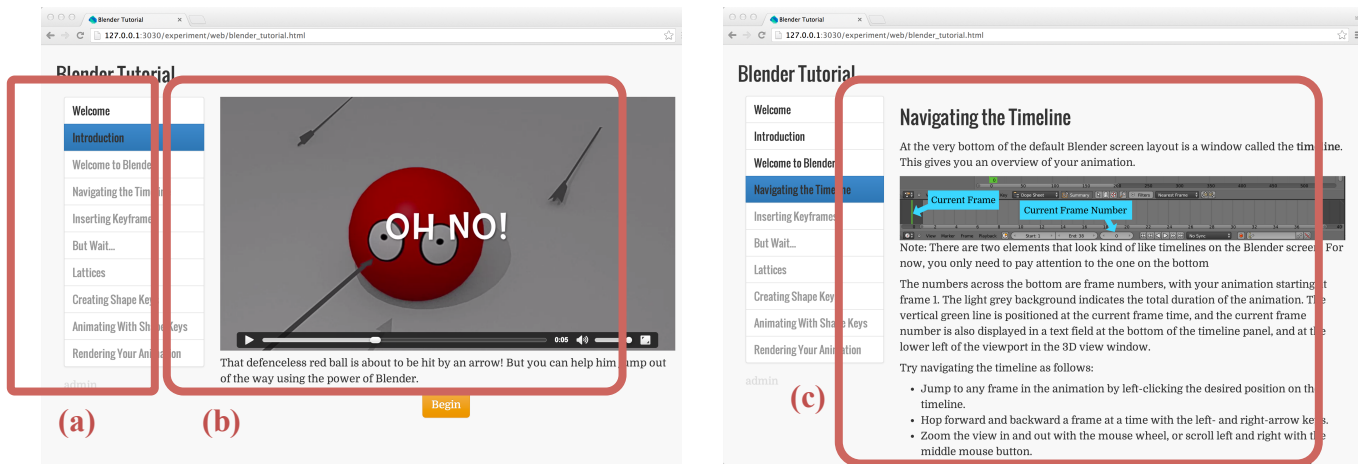 Blender Tutorial
127.0.0.1:3030/experiment/web/blender_tutorial.html
Blender Tutorial
Welcome
Introduction
Welcome to Blender
Navigating the Timeline
Inserting Keyframes
But Wait...
Lattices
Creating Shape Keys
Animating With Shape Keys
Rendering Your Animation
admin
OH NO!
0:05
That defenceless red ball is about to be hit by an arrow! But you can help him jump out
of the way using the power of Blender.
Begin
(a)
(b)
Blender Tutorial
127.0.0.1:3030/experiment/web/blender_tutorial.html
Blender Tutorial
Welcome
Introduction
Welcome to Blender
Navigating the Timeline
Inserting Keyframes
But Wait...
Lattices
Creating Shape Keys
Animating With Shape Keys
Rendering Your Animation
admin
(c)
Navigating the Timeline
At the very bottom of the default Blender screen layout is a window called the timeline.
This gives you an overview of your animation.
Current Frame
Current Frame Number
View Marker Frame Playback Start: 1 End: 30 0 No Sync
Note: There are two elements that look kind of like timelines on the Blender screen. For
now, you only need to pay attention to the one on the bottom
The numbers across the bottom are frame numbers, with your animation starting at
frame 1. The light grey background indicates the total duration of the animation. The
vertical green line is positioned at the current frame time, and the current frame
number is also displayed in a text field at the bottom of the timeline panel, and at the
lower left of the viewport in the 3D view window.
Try navigating the timeline as follows:
• Jump to any frame in the animation by left-clicking the desired position on the
timeline.
• Hop forward and backward a frame at a time with the left- and right-arrow keys.
• Zoom the view in and out with the mouse wheel, or scroll left and right with the
middle mouse button.